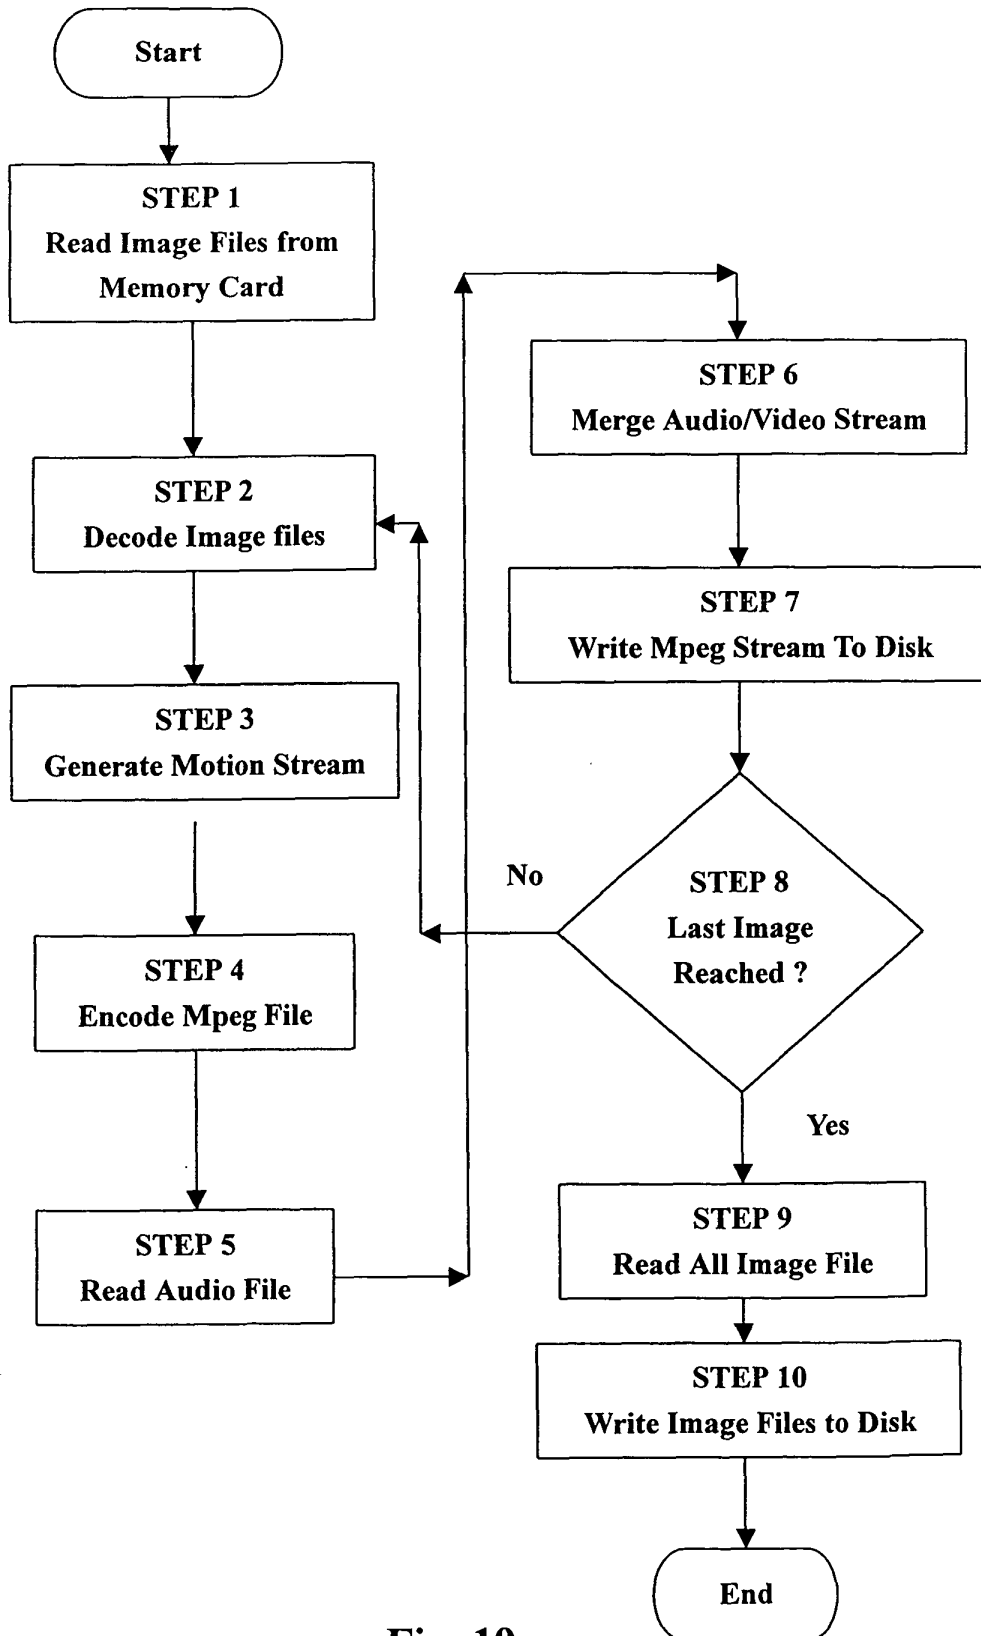 Start
STEP 1
Read Image Files from
Memory Card
STEP 2
Decode Image files
STEP 3
Generate Motion Stream
STEP 4
Encode Mpeg File
STEP 5
Read Audio File
STEP 6
Merge Audio/Video Stream
STEP 7
Write Mpeg Stream To Disk
No
STEP 8
Last Image
Reached ?
Yes
STEP 9
Read All Image File
STEP 10
Write Image Files to Disk
End